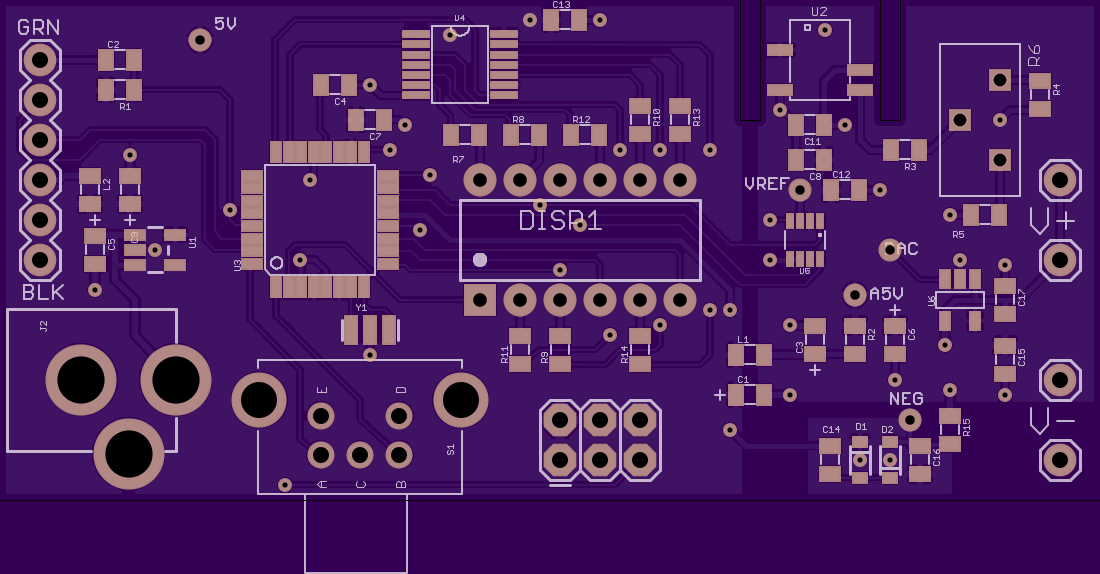 C13
U2
U4
GRN
5V
R6
C2
R4
R1
C4
R10
R13
R8
R12
C7
C11
R7
R3
C8
C12
VREF
L2
DISP1
V+
R5
C9
C5
U1
DAC
U3
U6
A5V
U6
C17
BLK
Y1
J2
R11
R9
R14
L1
C3
R2
C6
C15
C1
E
D
NEG
V-
S1
C14
D1
D2
R15
C16
A
C
B